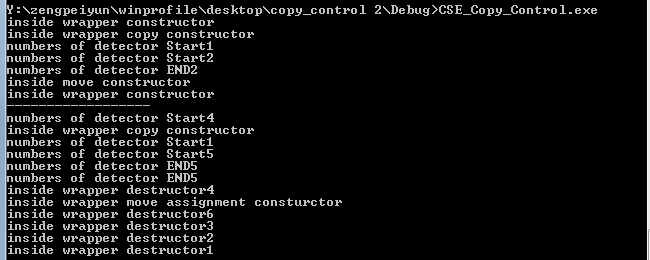 Y:\zengpeiyun\winprofile\desktop\copy_control 2\Debug>CSE_Copy_Control.exe
inside wrapper constructor
inside wrapper copy constructor
numbers of detector Start1
numbers of detector Start2
numbers of detector END2
inside move constructor
inside wrapper constructor
-------------------
numbers of detector Start4
inside wrapper copy constructor
numbers of detector Start1
numbers of detector Start5
numbers of detector END5
numbers of detector END5
inside wrapper destructor4
inside wrapper move assignment consturctor
inside wrapper destructor6
inside wrapper destructor3
inside wrapper destructor2
inside wrapper destructor1